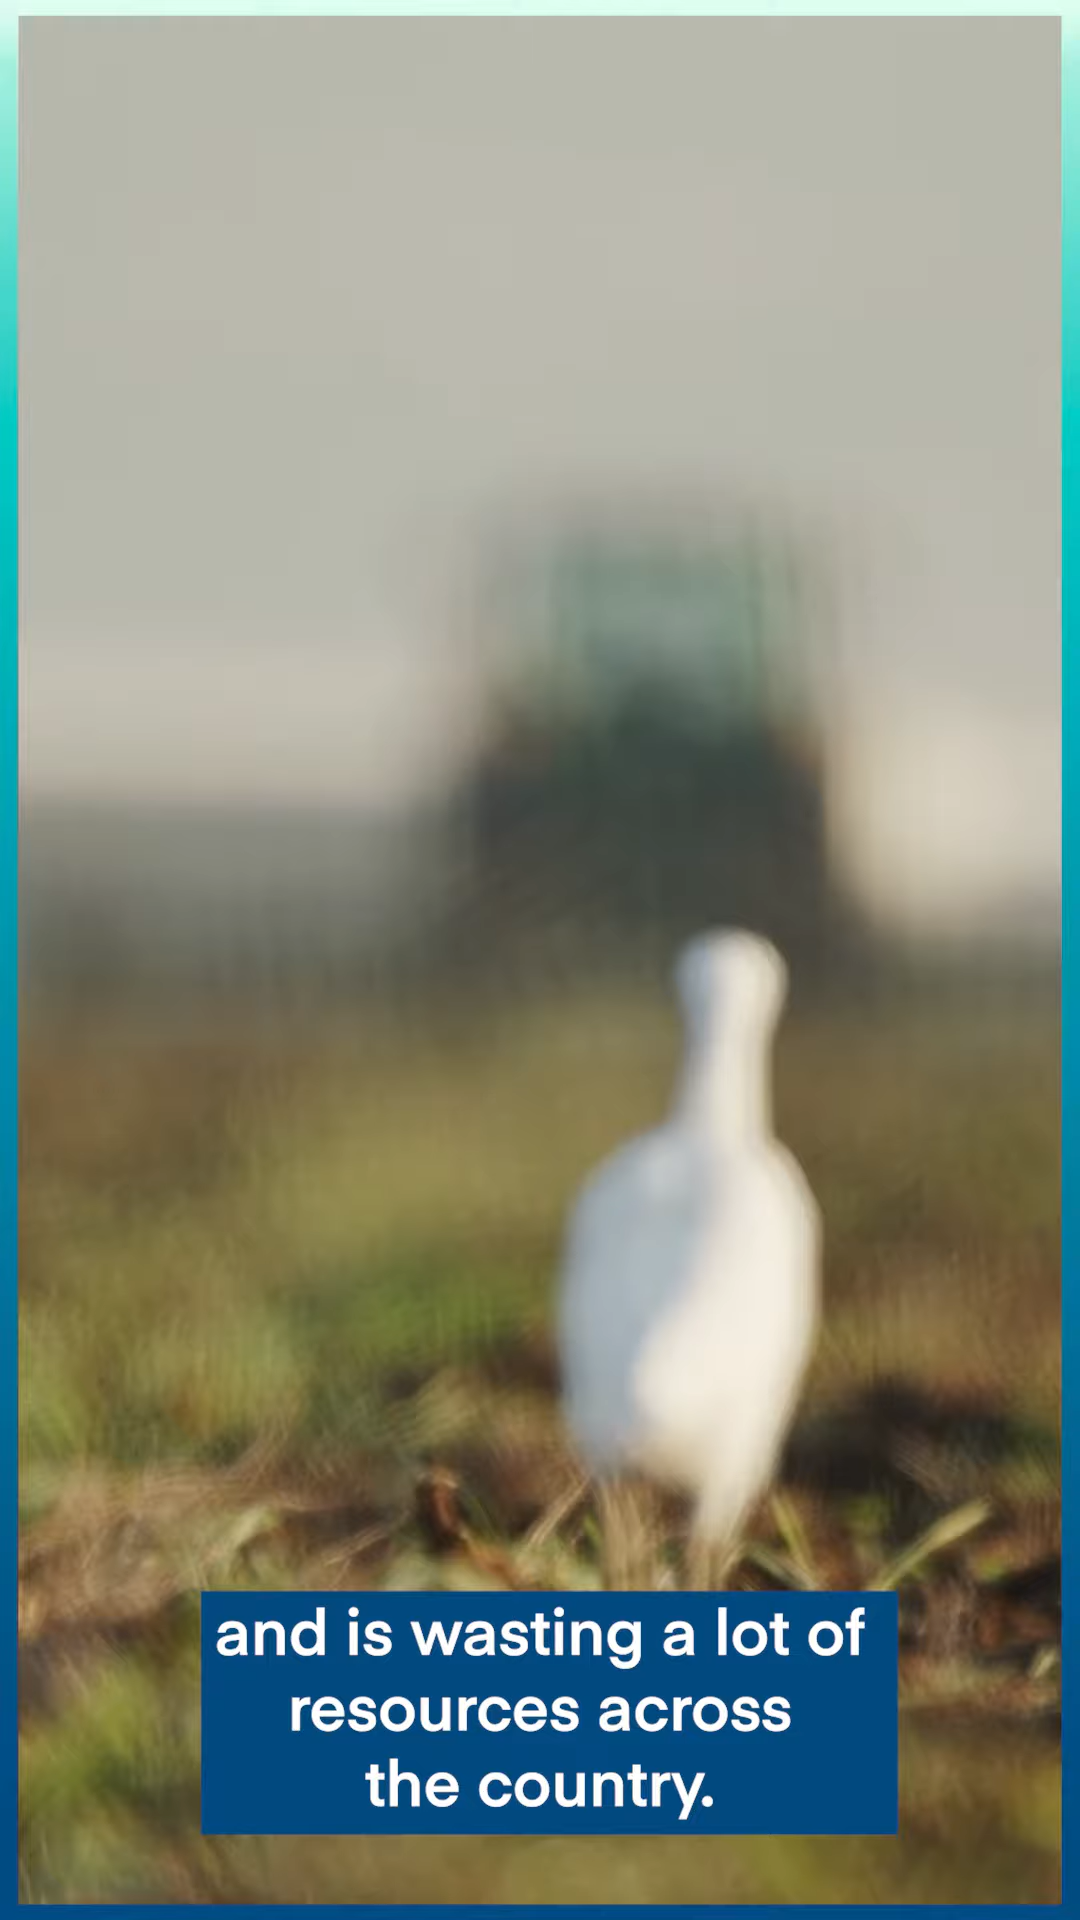 and is wasting a lot of
resources across
the country.